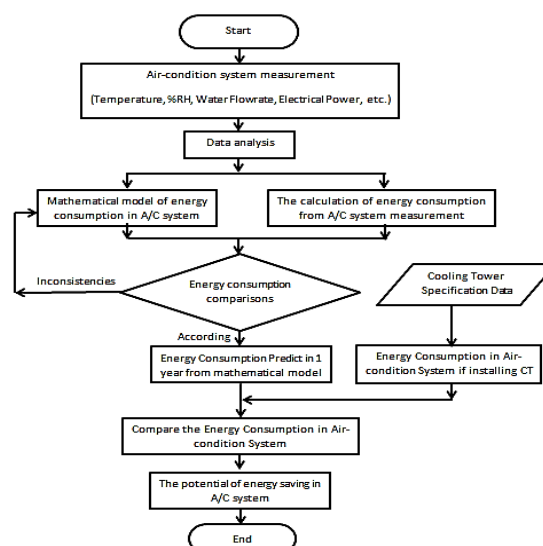 Start
Air-condition system measurement
(Temperature, %RH, Water Flowrate, Electrical Power, etc.)
Data analysis
Mathematical model of energy
consumption in A/C system
The calculation of energy consumption
from A/C system measurement
Inconsistencies
Energy consumption
comparisons
Cooling Tower
Specification Data
According
Energy Consumption Predict in 1
year from mathematical model
Energy Consumption in Air-
condition System if installing CT
Compare the Energy Consumption in Air-
condition System
The potential of energy saving in
A/C system
End